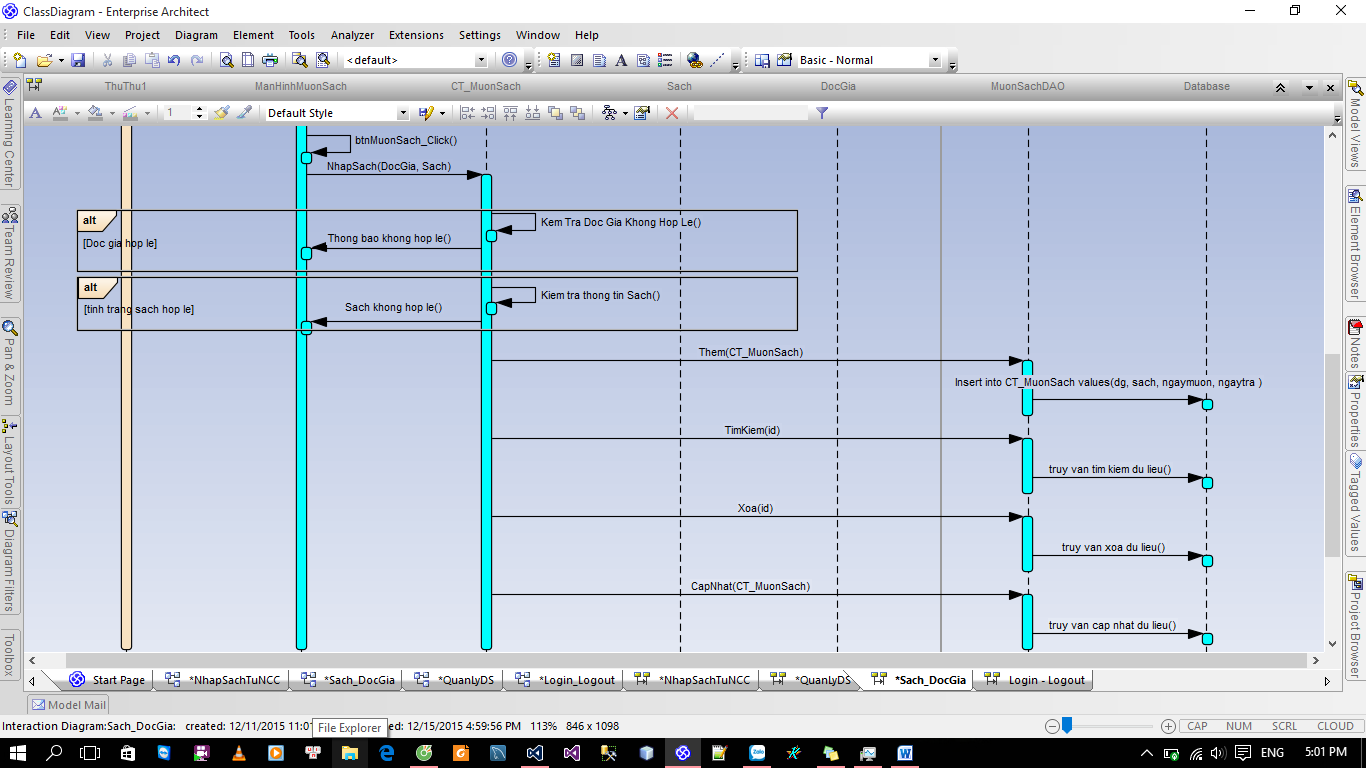 ClassDiagram - Enterprise Architect
File Edit View Project Diagram Element Tools Analyzer Extensions Settings Window Help
<default> Basic - Normal
ThuThu1 ManHinhMuonSach CT_MuonSach Sach DocGia MuonSachDAO Database
1 Default Style
Learning Center
Team Review
Pan & Zoom
Layout Tools
Diagram Filters
Toolbox
btnMuonSach_Click()
NhapSach(DocGia, Sach)
alt
Kem Tra Doc Gia Khong Hop Le()
[Doc gia hop le]
Thong bao khong hop le()
alt
Kiem tra thong tin Sach()
[tinh trang sach hop le]
Sach khong hop le()
Them(CT_MuonSach)
Insert into CT_MuonSach values(dg, sach, ngaymuon, ngaytra )
TimKiem(id)
truy van tim kiem du lieu()
Xoa(id)
truy van xoa du lieu()
CapNhat(CT_MuonSach)
truy van cap nhat du lieu()
Model Views
Element Browser
Notes
Properties
Tagged Values
Project Browser
Start Page *NhapSachTuNCC *Sach_DocGia *QuanLyDS *Login_Logout *NhapSachTuNCC *QuanLyDS *Sach_DocGia Login - Logout
Model Mail
Interaction Diagram:Sach_DocGia: created: 12/11/2015 11:0 ed: 12/15/2015 4:59:56 PM 113% 846 x 1098 CAP NUM SCRL CLOUD
File Explorer
ENG 5:01 PM